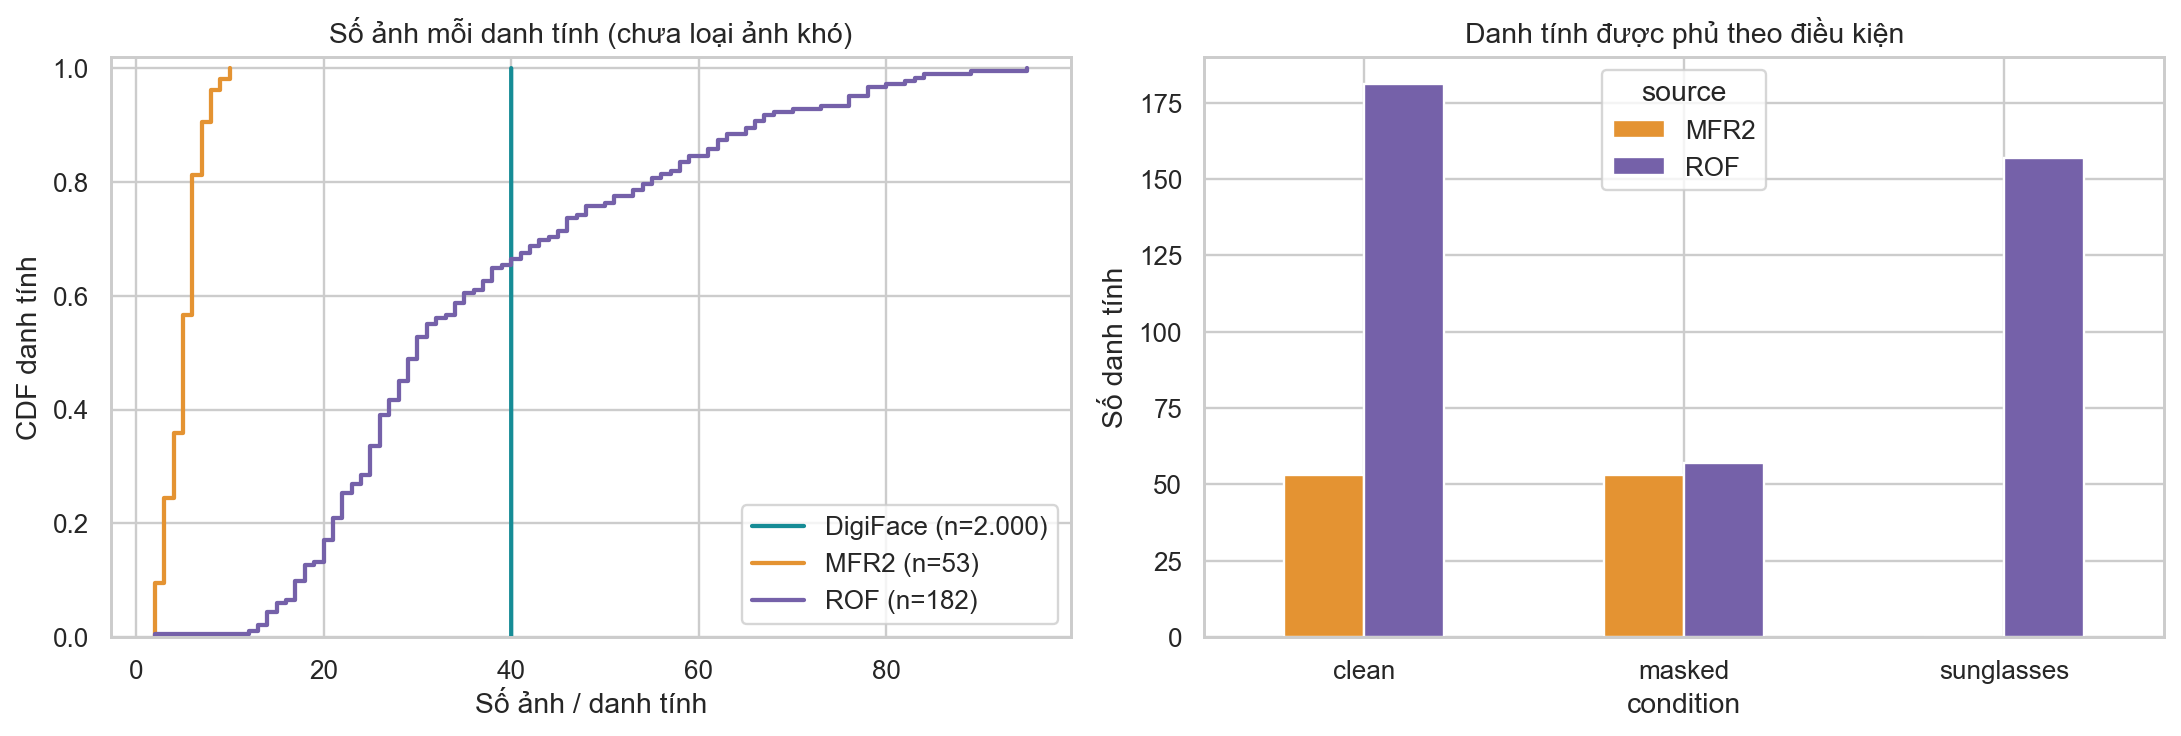 Số ảnh mỗi danh tính (chưa loại ảnh khó)
CDF danh tính
1.0
0.8
0.6
0.4
0.2
0.0
0
20
40
60
80
Số ảnh / danh tính
DigiFace (n=2.000)
MFR2 (n=53)
ROF (n=182)
Danh tính được phủ theo điều kiện
Số danh tính
175
150
125
100
75
50
25
0
source
MFR2
ROF
clean
masked
sunglasses
condition